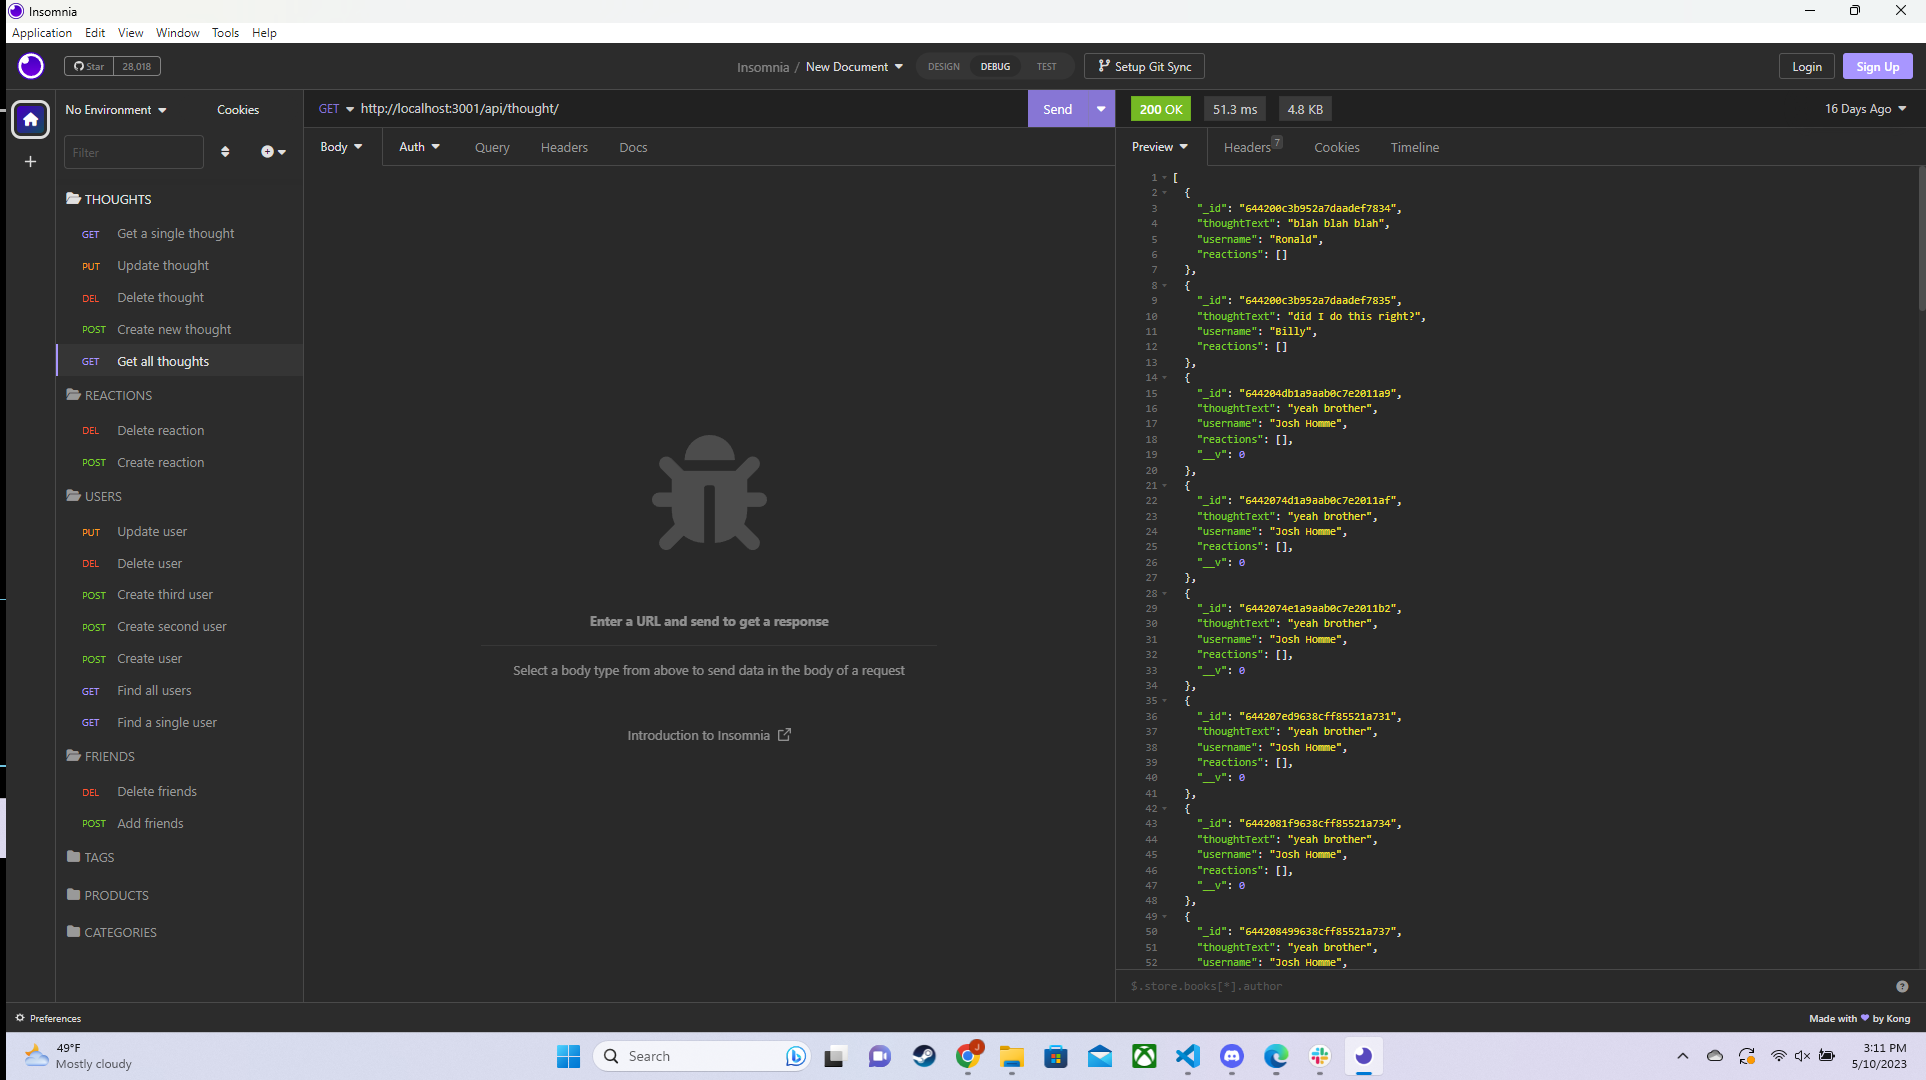 Insomnia
Application Edit View Window Tools Help
Star 28,018
Insomnia / New Document
DESIGN DEBUG TEST
Setup Git Sync
Login Sign Up
No Environment Cookies
Filter
THOUGHTS
GET Get a single thought
PUT Update thought
DEL Delete thought
POST Create new thought
GET Get all thoughts
REACTIONS
DEL Delete reaction
POST Create reaction
USERS
PUT Update user
DEL Delete user
POST Create third user
POST Create second user
POST Create user
GET Find all users
GET Find a single user
FRIENDS
DEL Delete friends
POST Add friends
TAGS
PRODUCTS
CATEGORIES
GET http://localhost:3001/api/thought/ Send
Body Auth Query Headers Docs
Enter a URL and send to get a response
Select a body type from above to send data in the body of a request
Introduction to Insomnia
200 OK 51.3 ms 4.8 KB 16 Days Ago
Preview Headers 7 Cookies Timeline
1 [
2 {
3 "_id": "644200c3b952a7daadef7834",
4 "thoughtText": "blah blah blah",
5 "username": "Ronald",
6 "reactions": []
7 },
8 {
9 "_id": "644200c3b952a7daadef7835",
10 "thoughtText": "did I do this right?",
11 "username": "Billy",
12 "reactions": []
13 },
14 {
15 "_id": "644204db1a9aab0c7e2011a9",
16 "thoughtText": "yeah brother",
17 "username": "Josh Homme",
18 "reactions": [],
19 "__v": 0
20 },
21 {
22 "_id": "6442074d1a9aab0c7e2011af",
23 "thoughtText": "yeah brother",
24 "username": "Josh Homme",
25 "reactions": [],
26 "__v": 0
27 },
28 {
29 "_id": "6442074e1a9aab0c7e2011b2",
30 "thoughtText": "yeah brother",
31 "username": "Josh Homme",
32 "reactions": [],
33 "__v": 0
34 },
35 {
36 "_id": "644207ed9638cff85521a731",
37 "thoughtText": "yeah brother",
38 "username": "Josh Homme",
39 "reactions": [],
40 "__v": 0
41 },
42 {
43 "_id": "6442081f9638cff85521a734",
44 "thoughtText": "yeah brother",
45 "username": "Josh Homme",
46 "reactions": [],
47 "__v": 0
48 },
49 {
50 "_id": "644208499638cff85521a737",
51 "thoughtText": "yeah brother",
52 "username": "Josh Homme",
$.store.books[*].author
Preferences
Made with by Kong
49°F
Mostly cloudy
Search
3:11 PM
5/10/2023